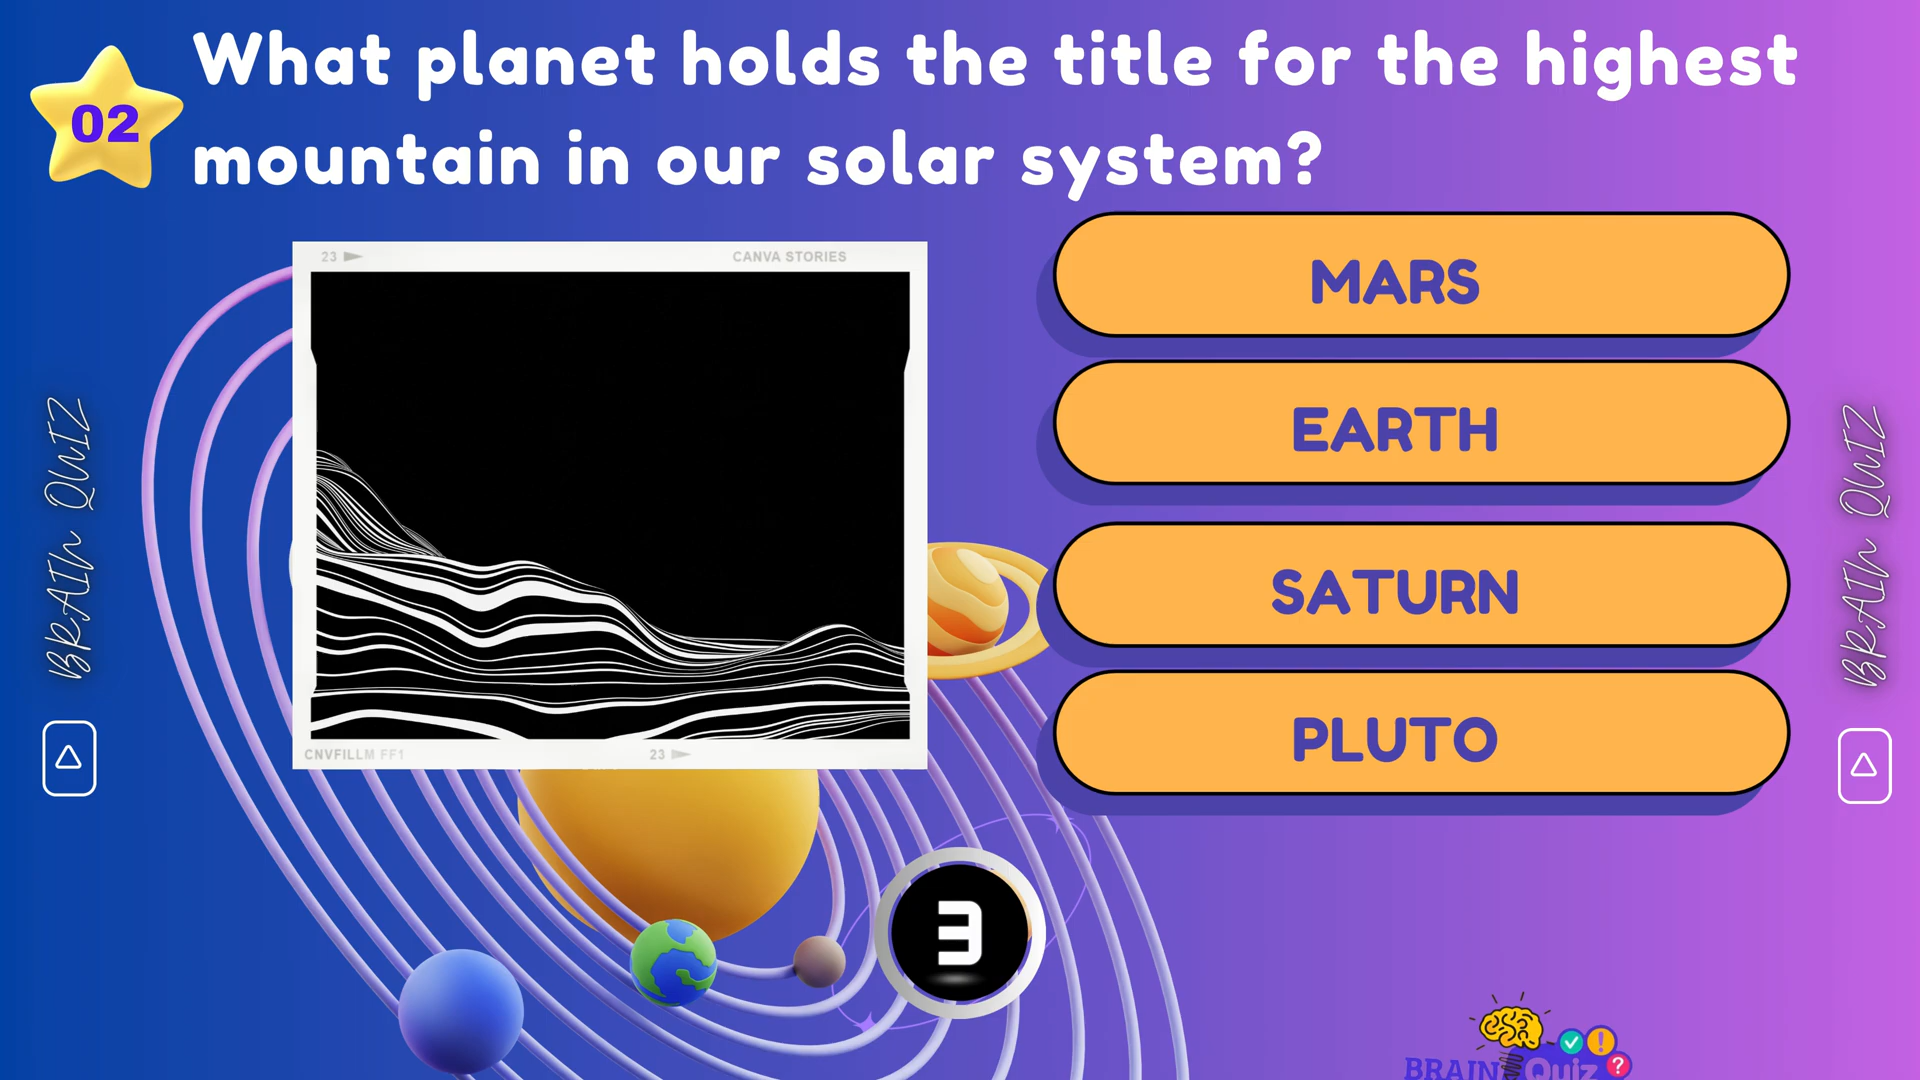 What planet holds the title for the highest
02
mountain in our solar system?
23
CANVA STORIES
MARS
EARTH
SATURN
PLUTO
BRAIN QUIZ
BRAIN QUIZ
CNVFILLM FF1
23
3
BRAIN Quiz